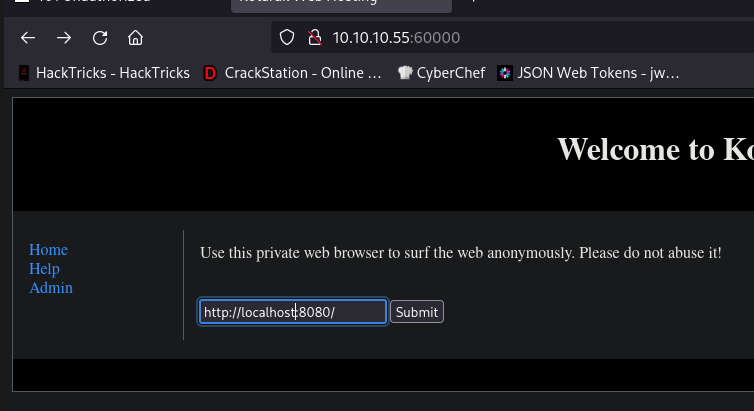 10.10.10.55:60000
HackTricks - HackTricks
CrackStation - Online ...
CyberChef
JSON Web Tokens - jw...
Welcome to Ko
Home
Help
Admin
Use this private web browser to surf the web anonymously. Please do not abuse it!
http://localhost:8080/
Submit